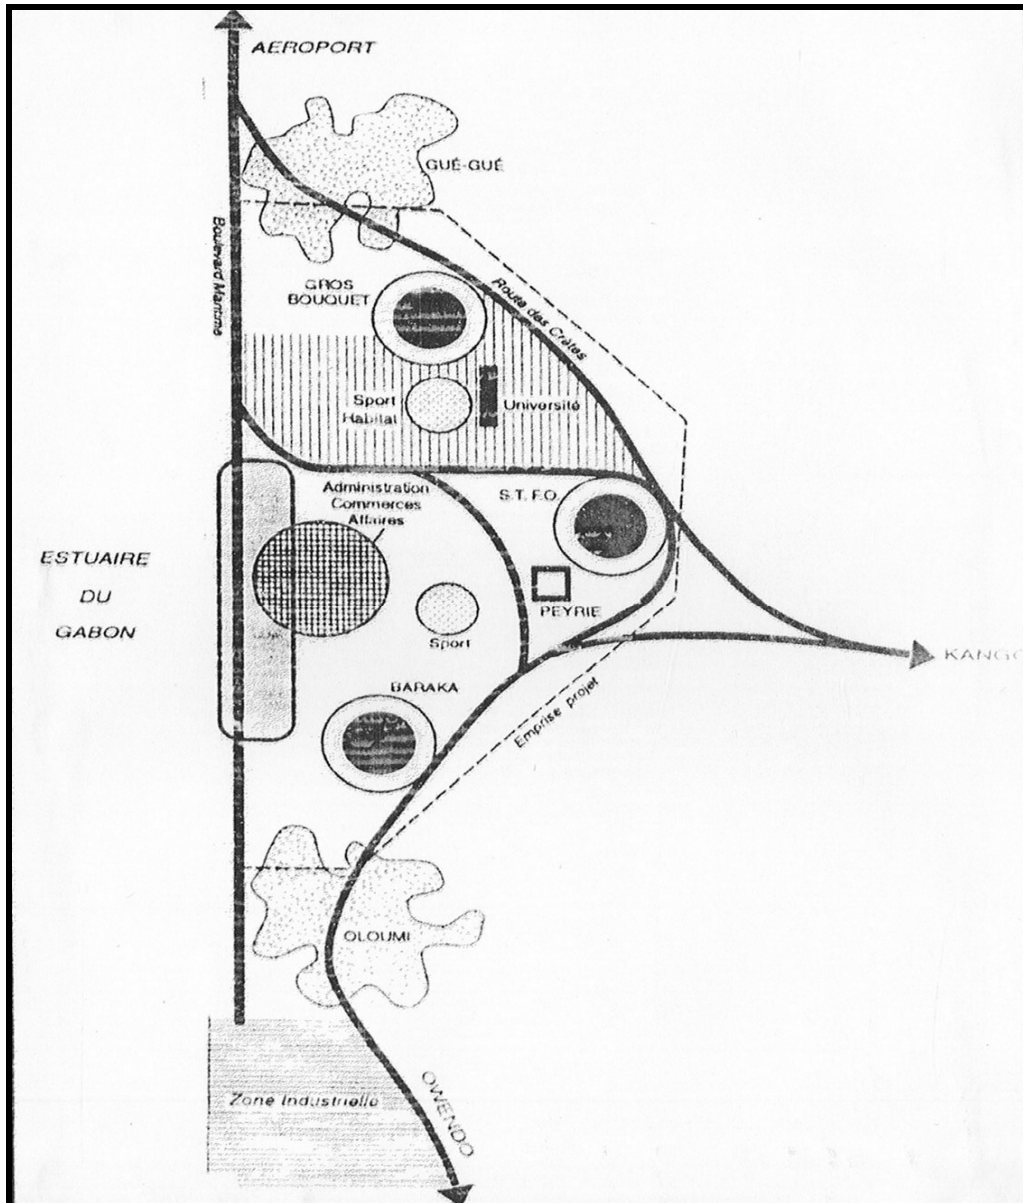 AEROPORT
GUÉ-GUÉ
Boulevard Maritime
GROS
BOUQUET
Route des Crêtes
Sport
Habitat
Université
Administration
Commerces
Affaires
S.T.F.O.
ESTUAIRE
DU
GABON
PEYRIE
Sport
KANGO
BARAKA
Emprise projet
OLOUMI
OWENDO
Zone Industrielle